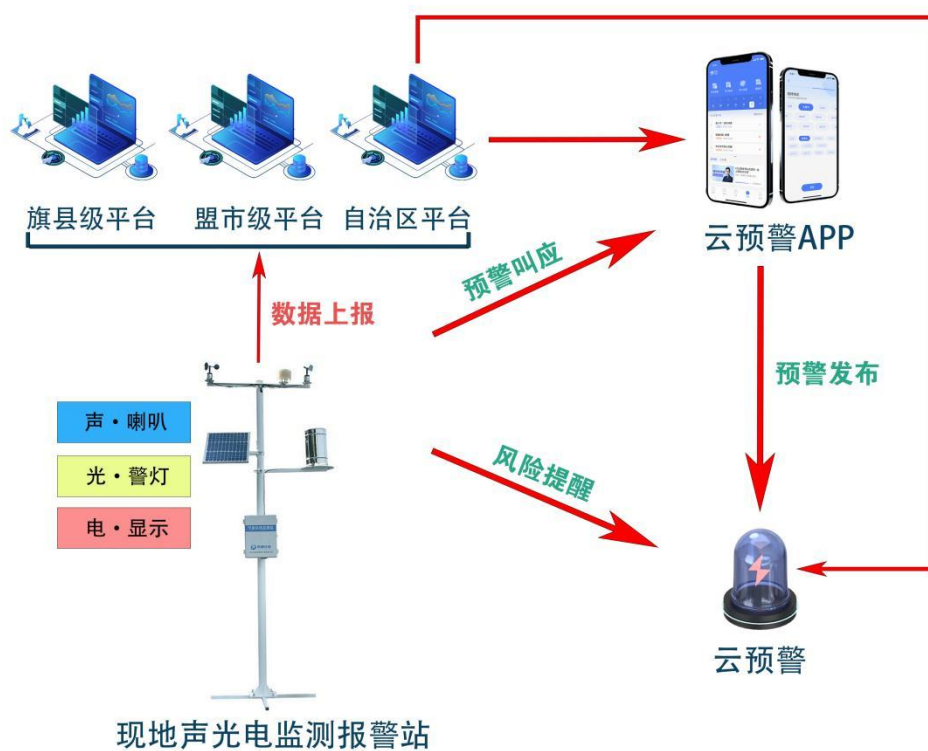 旗县级平台
盟市级平台
自治区平台
云预警APP
预警叫应
数据上报
预警发布
声·喇叭
光·警灯
电·显示
风险提醒
云预警
现地声光电监测报警站